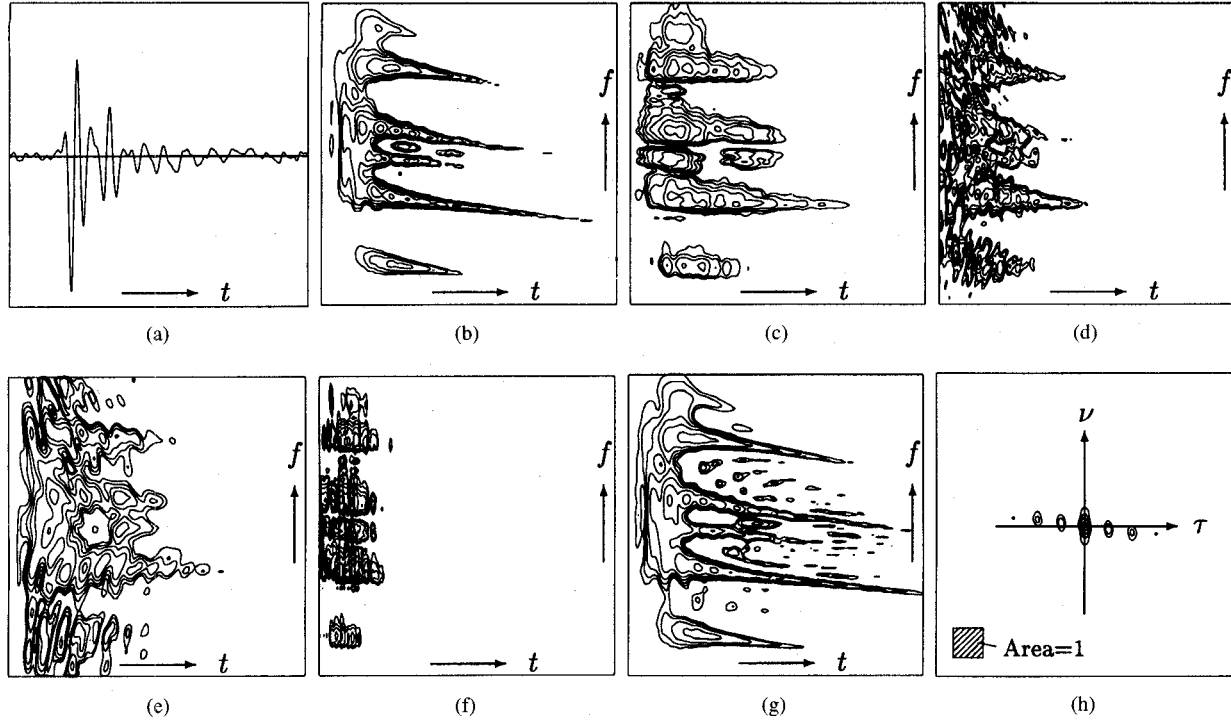 t
(a)
f
t
(b)
f
t
(c)
f
t
(d)
f
t
(e)
f
t
(f)
f
t
(g)
ν
τ
Area=1
(h)